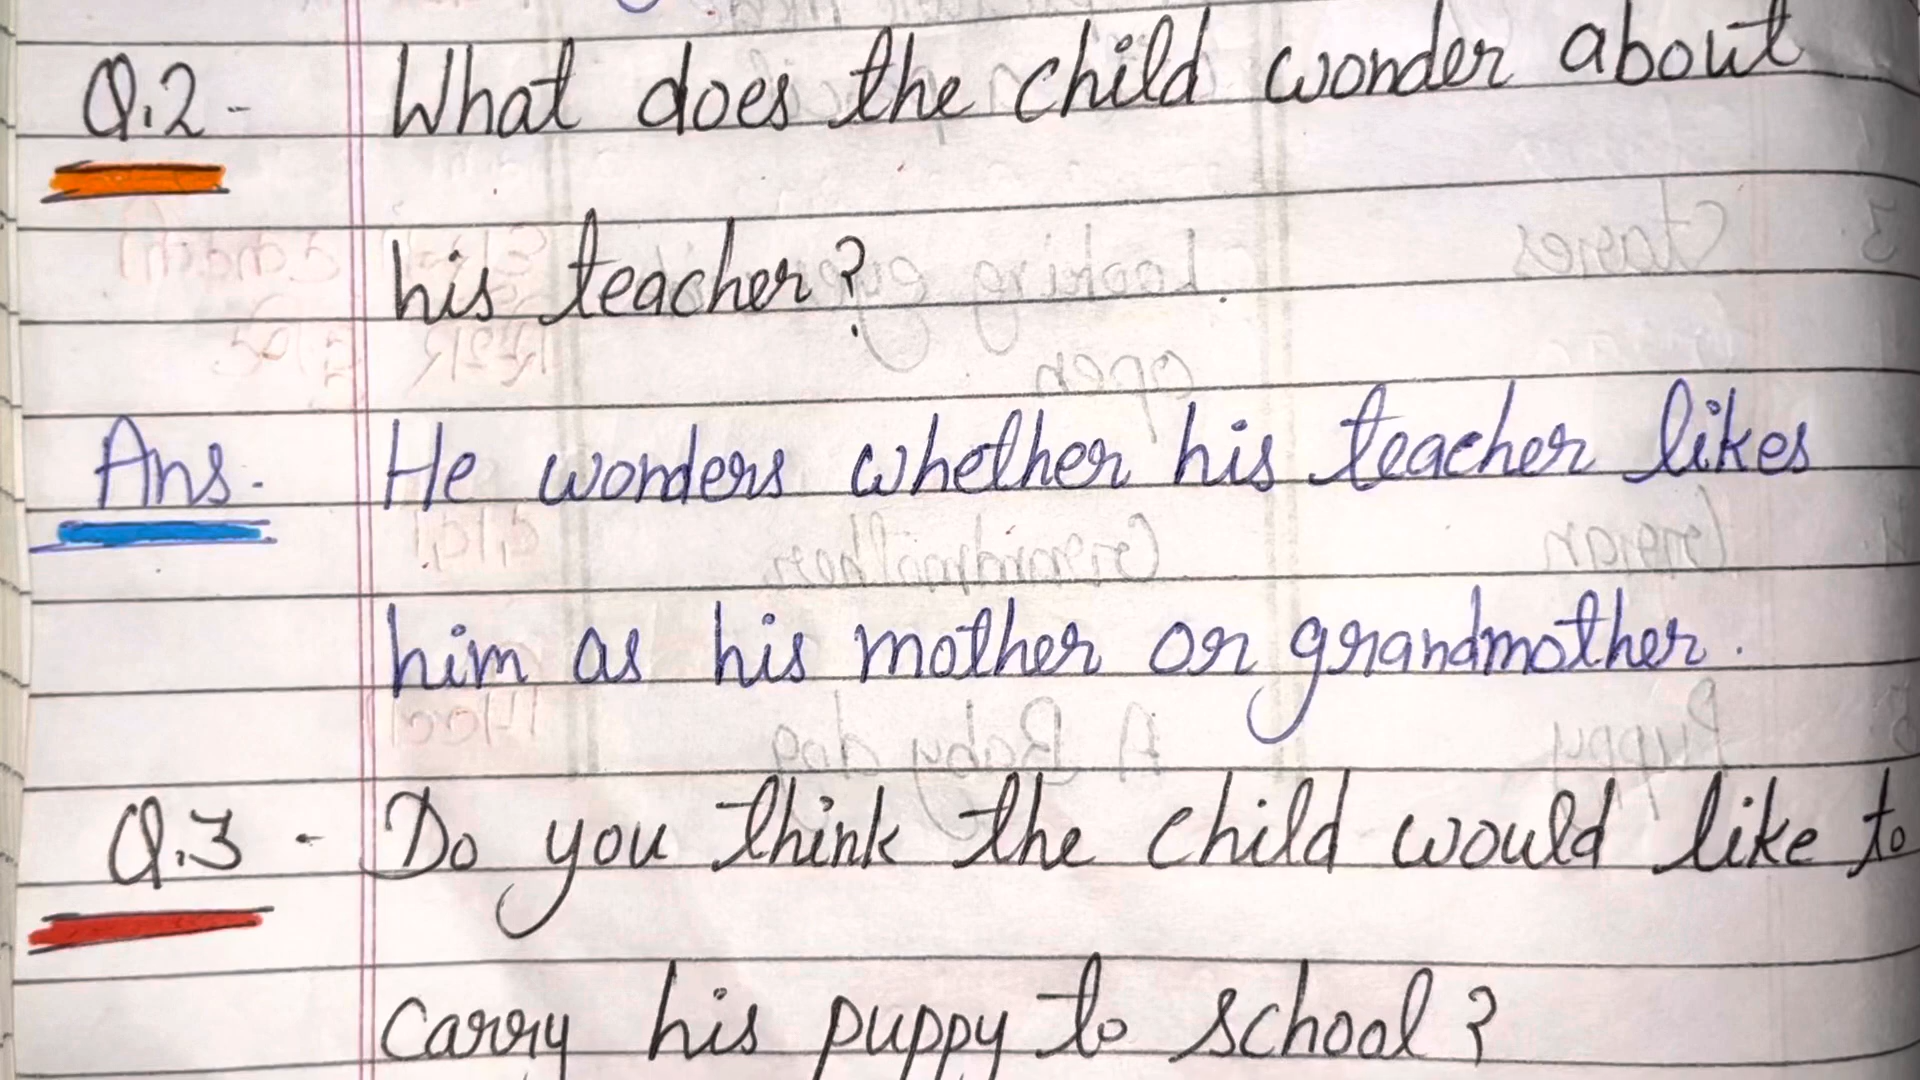 Q.2- What does the child wonder about
his teacher?
Ans. He wonders whether his teacher likes
him as his mother or grandmother.
Q.3 - Do you think the child would like to
carry his puppy to school?